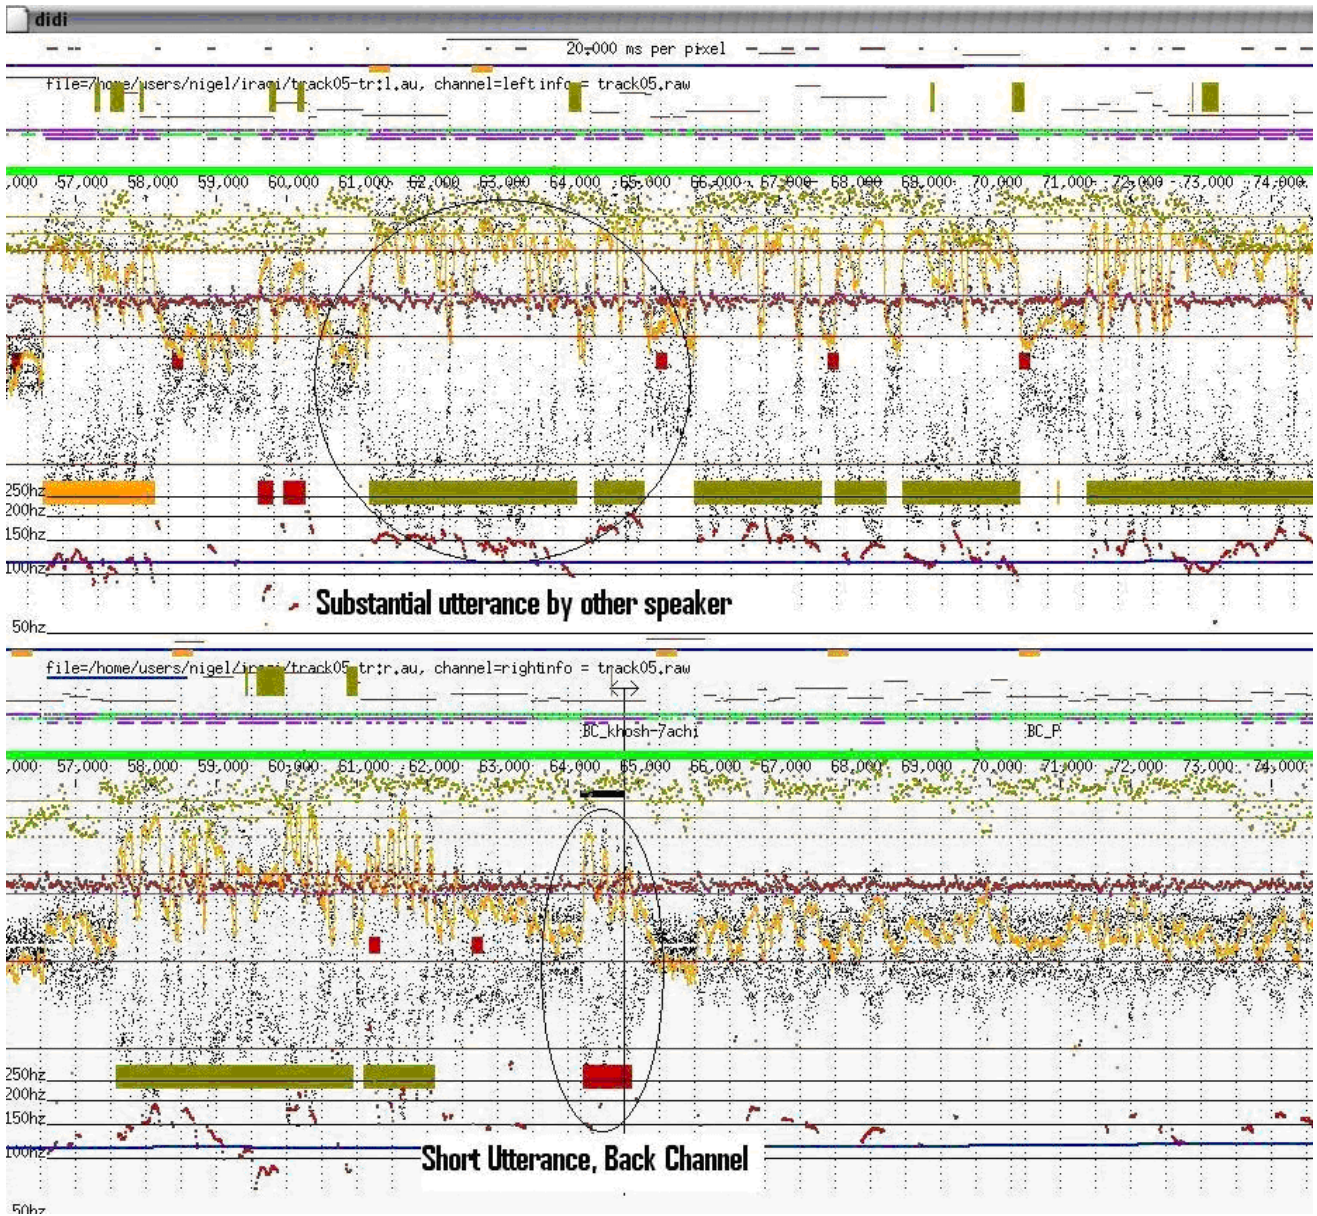 didi
20.000 ms per pixel
file=/home/users/nigel/iraqi/track05-tr:l.au, channel=left info = track05.raw
,000 57,000 58,000 59,000 60,000 61,000 62,000 63,000 64,000 65,000 66,000 67,000 68,000 69,000 70,000 71,000 72,000 73,000 74,000
250hz
200hz
150hz
100hz
Substantial utterance by other speaker
50hz
file=/home/users/nigel/iraqi/track05-tr:r.au, channel=rightinfo = track05.raw
BC_khosh-7achi BC_P
,000 57,000 58,000 59,000 60,000 61,000 62,000 63,000 64,000 65,000 66,000 67,000 68,000 69,000 70,000 71,000 72,000 73,000 74,000
250hz
200hz
150hz
100hz
Short Utterance, Back Channel
50hz